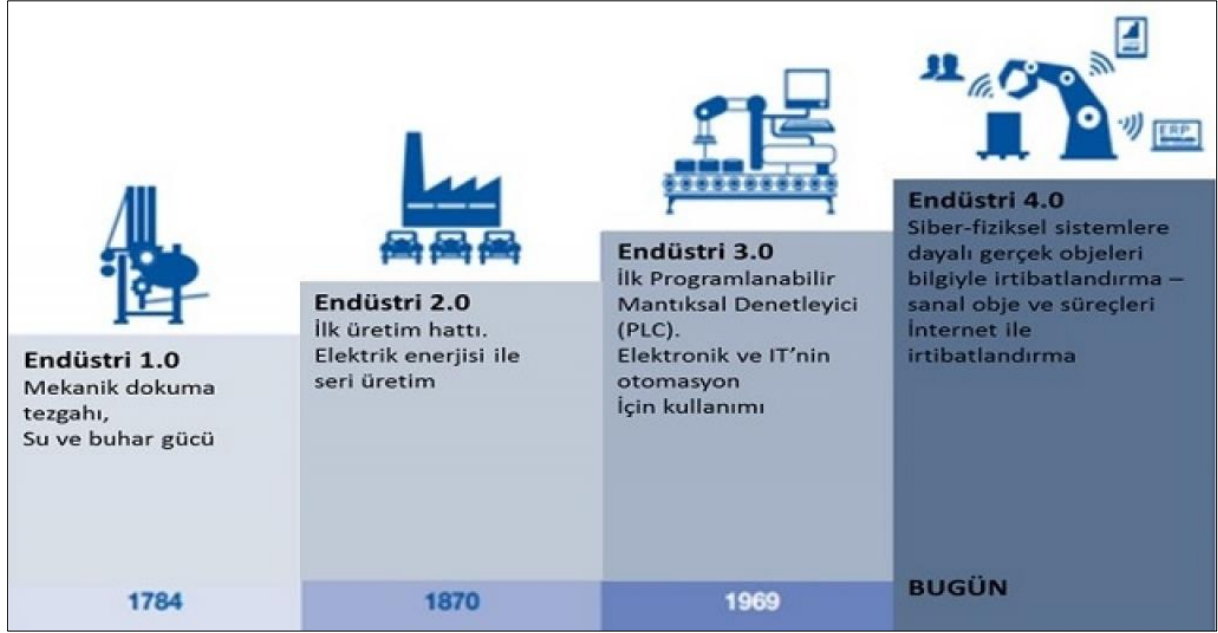 ERP
Endüstri 1.0
Mekanik dokuma
tezgahı,
Su ve buhar gücü
1784
Endüstri 2.0
İlk üretim hattı.
Elektrik enerjisi ile
seri üretim
1870
Endüstri 3.0
İlk Programlanabilir
Mantıksal Denetleyici
(PLC).
Elektronik ve IT’nin
otomasyon
İçin kullanımı
1969
Endüstri 4.0
Siber-fiziksel sistemlere
dayalı gerçek objeleri
bilgiyle irtibatlandırma –
sanal obje ve süreçleri
İnternet ile
irtibatlandırma
BUGÜN